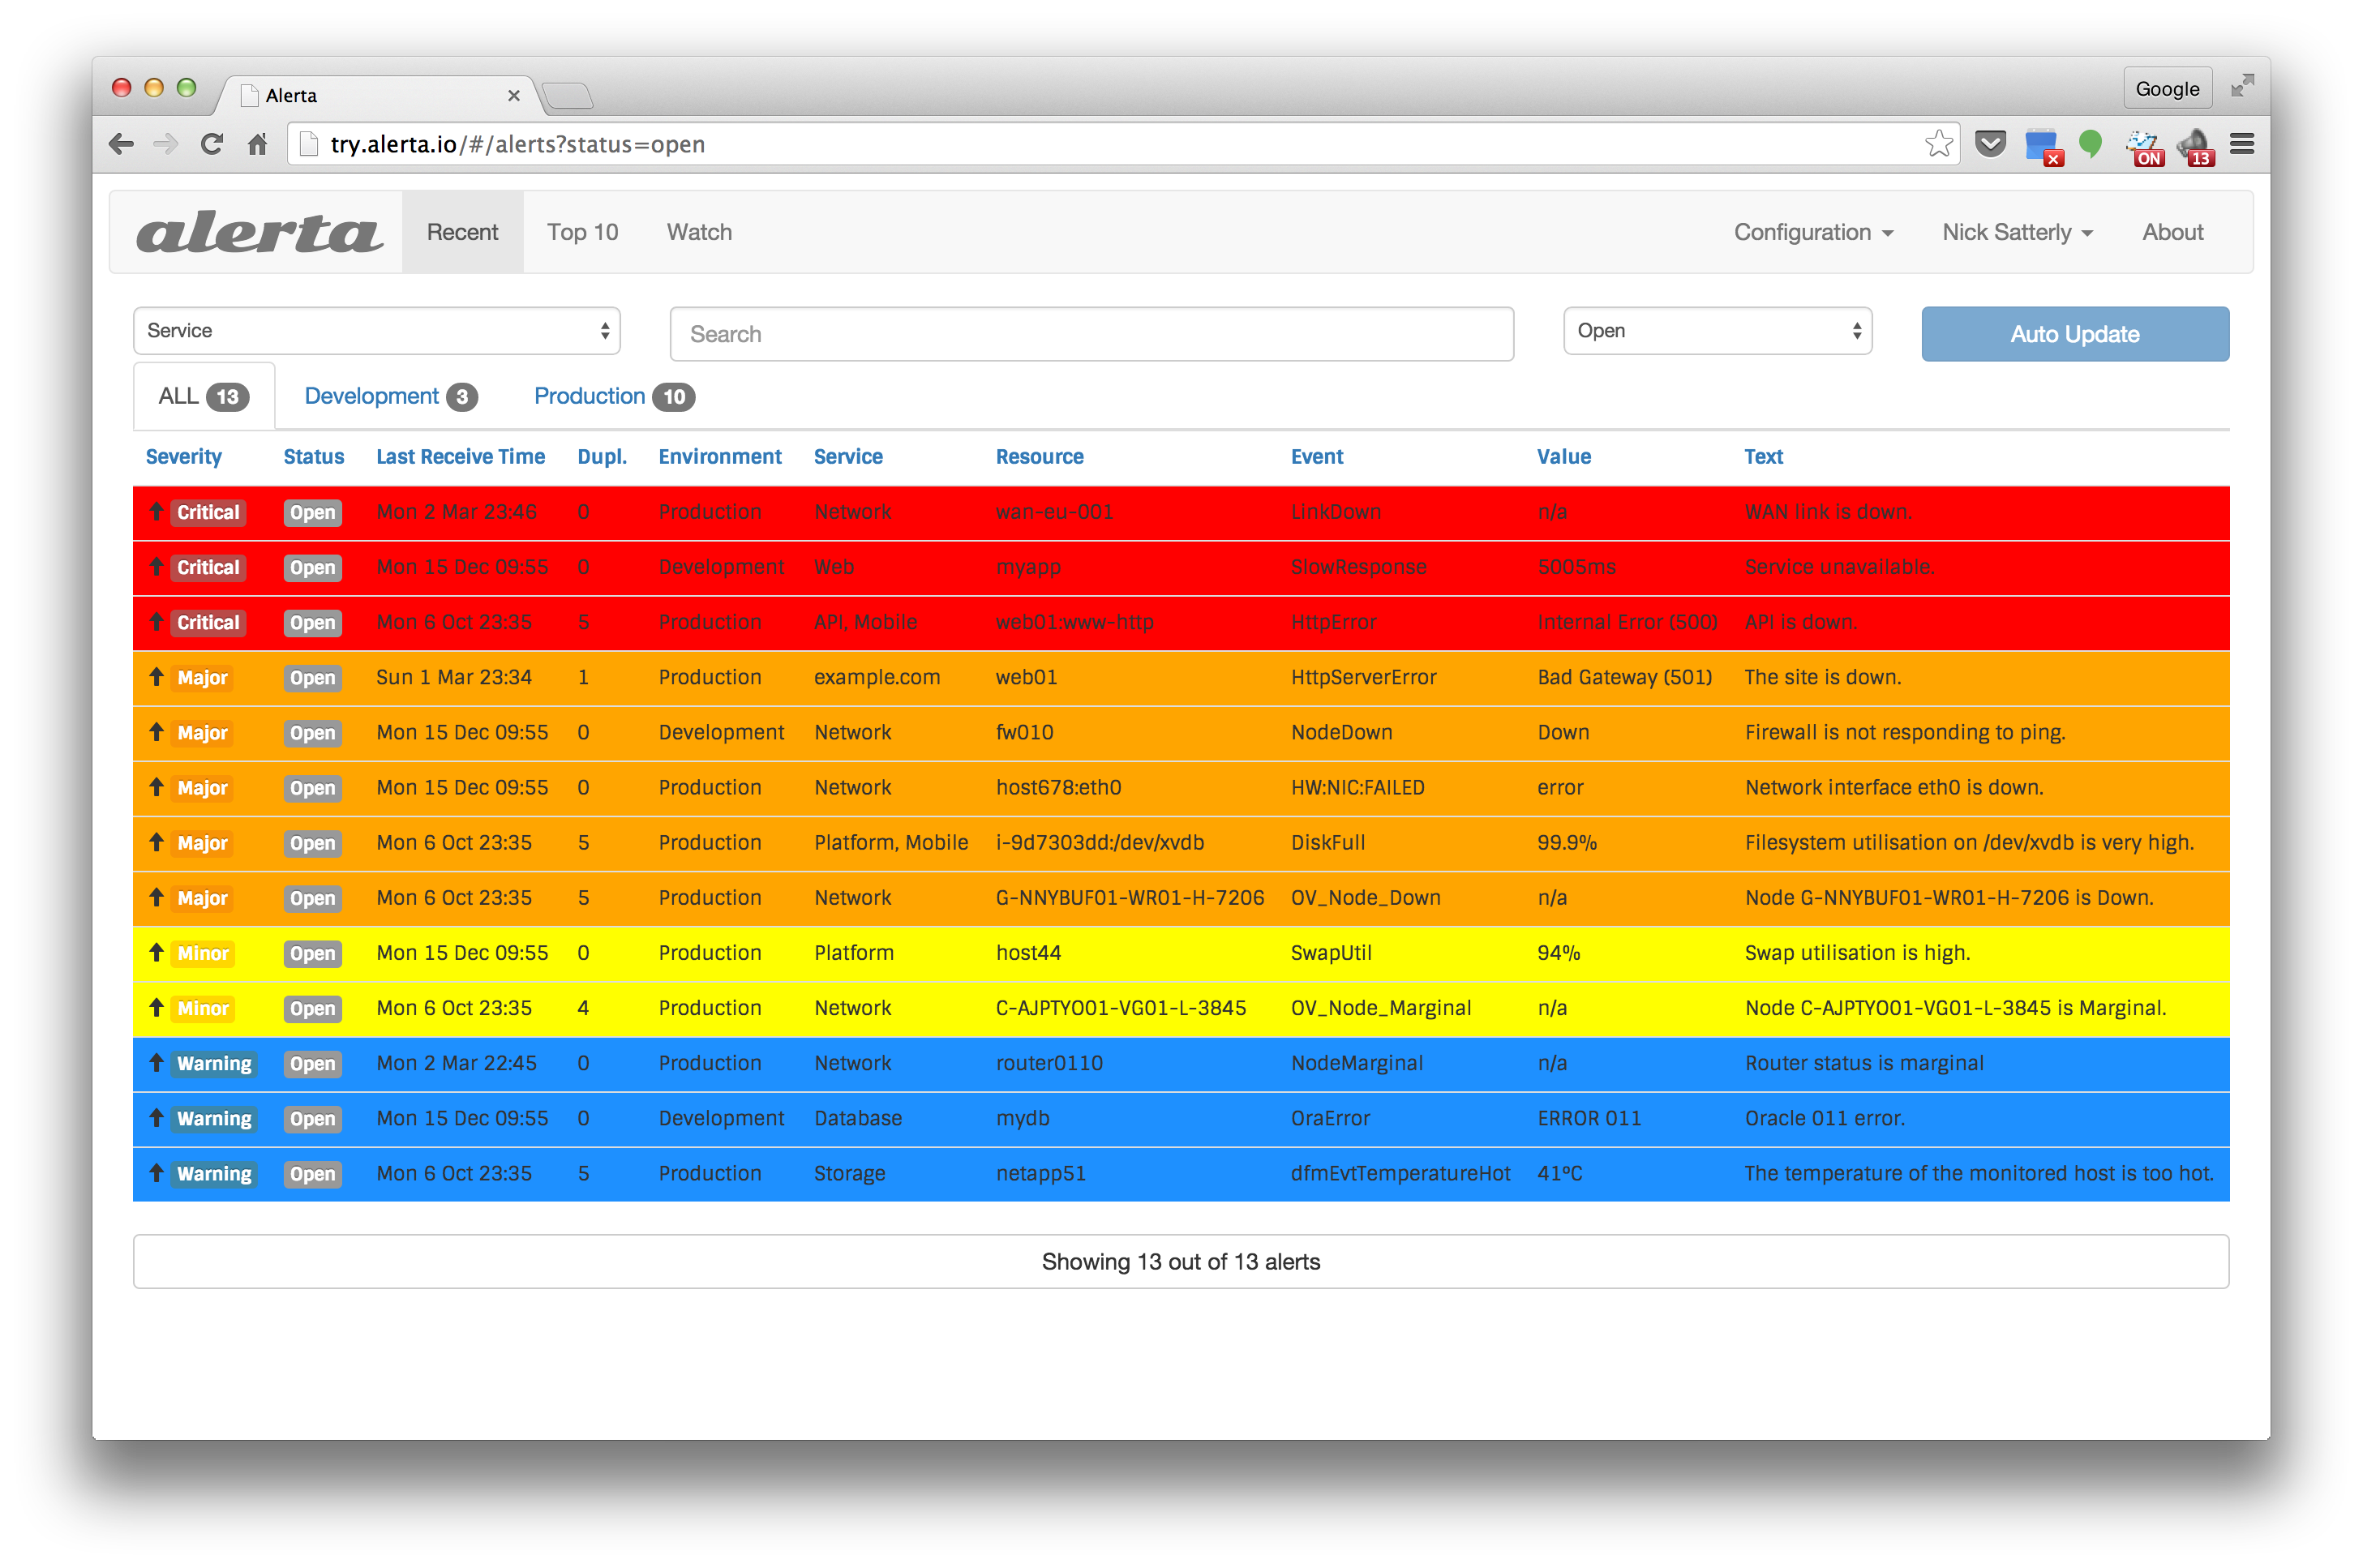 Alerta
Google
try.alerta.io/#/alerts?status=open
ON 13
alerta Recent Top 10 Watch Configuration Nick Satterly About
Service Search Open Auto Update
ALL 13 Development 3 Production 10
Severity Status Last Receive Time Dupl. Environment Service Resource Event Value Text
Critical Open Mon 2 Mar 23:46 0 Production Network wan-eu-001 LinkDown n/a WAN link is down.
Critical Open Mon 15 Dec 09:55 0 Development Web myapp SlowResponse 5005ms Service unavailable.
Critical Open Mon 6 Oct 23:35 5 Production API, Mobile web01:www-http HttpError Internal Error (500) API is down.
Major Open Sun 1 Mar 23:34 1 Production example.com web01 HttpServerError Bad Gateway (501) The site is down.
Major Open Mon 15 Dec 09:55 0 Development Network fw010 NodeDown Down Firewall is not responding to ping.
Major Open Mon 15 Dec 09:55 0 Production Network host678:eth0 HW:NIC:FAILED error Network interface eth0 is down.
Major Open Mon 6 Oct 23:35 5 Production Platform, Mobile i-9d7303dd:/dev/xvdb DiskFull 99.9% Filesystem utilisation on /dev/xvdb is very high.
Major Open Mon 6 Oct 23:35 5 Production Network G-NNYBUF01-WR01-H-7206 OV_Node_Down n/a Node G-NNYBUF01-WR01-H-7206 is Down.
Minor Open Mon 15 Dec 09:55 0 Production Platform host44 SwapUtil 94% Swap utilisation is high.
Minor Open Mon 6 Oct 23:35 4 Production Network C-AJPTYO01-VG01-L-3845 OV_Node_Marginal n/a Node C-AJPTYO01-VG01-L-3845 is Marginal.
Warning Open Mon 2 Mar 22:45 0 Production Network router0110 NodeMarginal n/a Router status is marginal
Warning Open Mon 15 Dec 09:55 0 Development Database mydb OraError ERROR 011 Oracle 011 error.
Warning Open Mon 6 Oct 23:35 5 Production Storage netapp51 dfmEvtTemperatureHot 41ºC The temperature of the monitored host is too hot.
Showing 13 out of 13 alerts